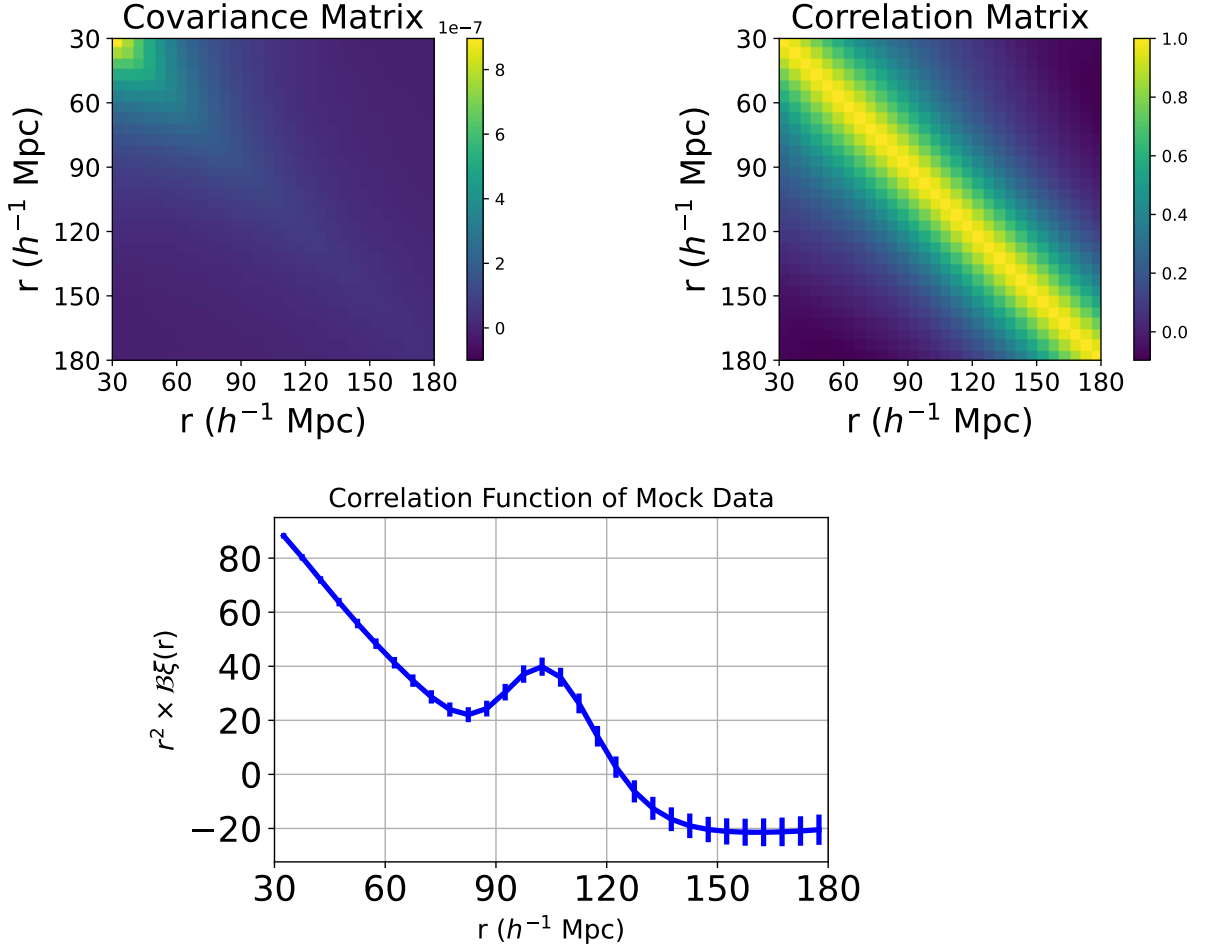 Covariance Matrix
1e−7
30
60
90
120
150
180
r (h⁻¹ Mpc)
30 60 90 120 150 180
r (h⁻¹ Mpc)
8
6
4
2
0
Correlation Matrix
30
60
90
120
150
180
r (h⁻¹ Mpc)
30 60 90 120 150 180
r (h⁻¹ Mpc)
1.0
0.8
0.6
0.4
0.2
0.0
Correlation Function of Mock Data
80
60
40
20
0
−20
r² × ℬξ(r)
30 60 90 120 150 180
r (h⁻¹ Mpc)